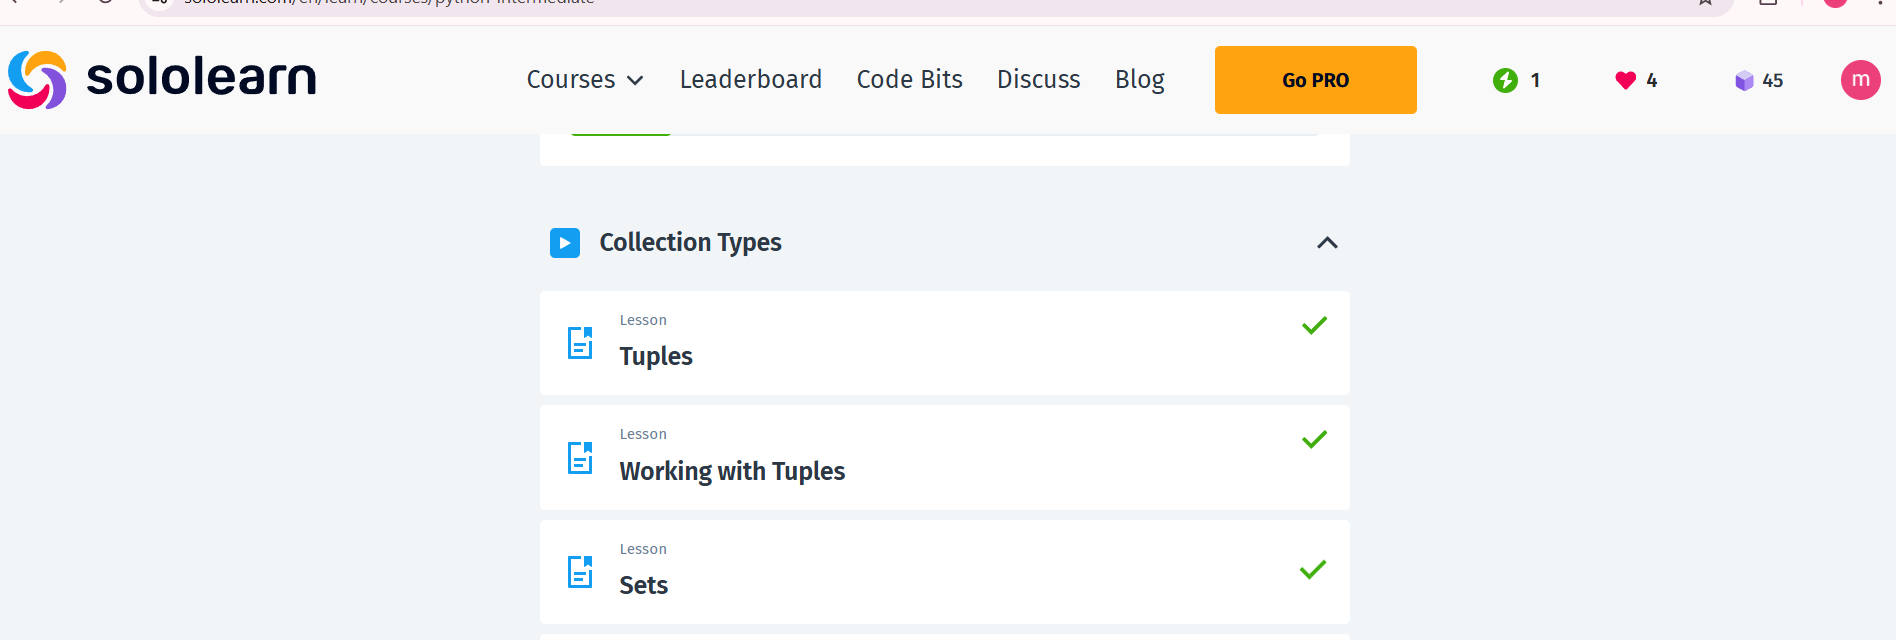 sololearn.com/en/learn/courses/python-intermediate
sololearn
Courses
Leaderboard
Code Bits
Discuss
Blog
Go PRO
1
4
45
m
Collection Types
Lesson
Tuples
Lesson
Working with Tuples
Lesson
Sets